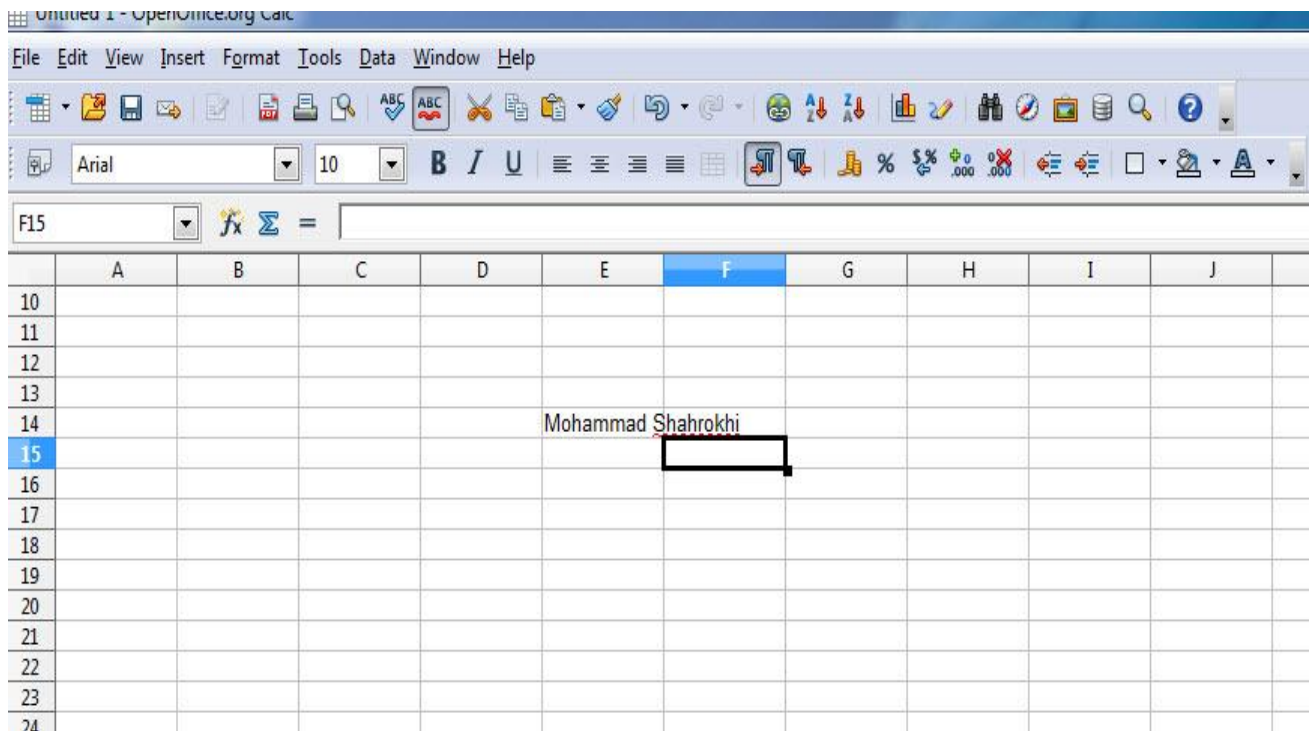 Untitled 1 - OpenOffice.org Calc
File Edit View Insert Format Tools Data Window Help
Arial 10 B I U
F15 fx Σ =
A B C D E F G H I J
10
11
12
13
14 Mohammad Shahrokhi
15
16
17
18
19
20
21
22
23
24